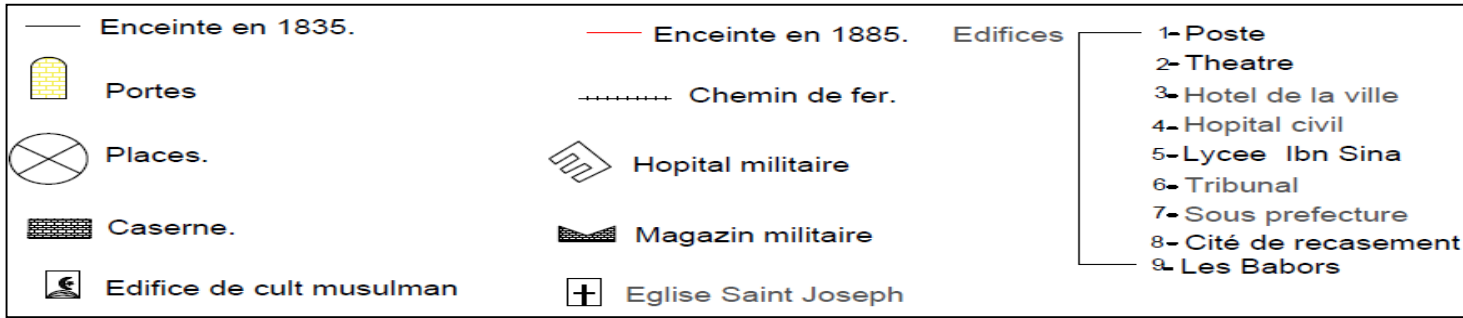 Enceinte en 1835.
Portes
Places.
Caserne.
Edifice de cult musulman
Enceinte en 1885.
Chemin de fer.
Hopital militaire
Magazin militaire
Eglise Saint Joseph
Edifices
1-Poste
2-Theatre
3-Hotel de la ville
4-Hopital civil
5-Lycee Ibn Sina
6-Tribunal
7-Sous prefecture
8-Cité de recasement
9-Les Babors